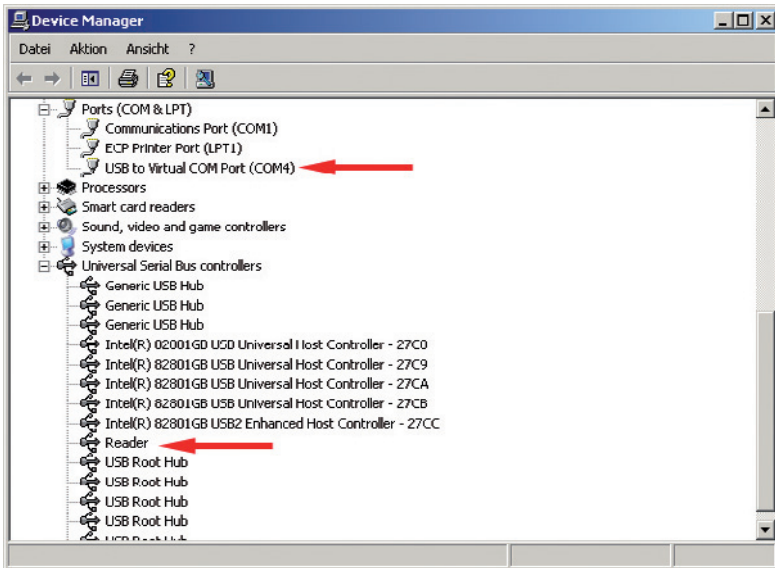 Device Manager
Datei Aktion Ansicht ?
Ports (COM & LPT)
Communications Port (COM1)
ECP Printer Port (LPT1)
USB to Virtual COM Port (COM4)
Processors
Smart card readers
Sound, video and game controllers
System devices
Universal Serial Bus controllers
Generic USB Hub
Generic USB Hub
Generic USB Hub
Intel(R) 82801GB USB Universal Host Controller - 27C8
Intel(R) 82801GB USB Universal Host Controller - 27C9
Intel(R) 82801GB USB Universal Host Controller - 27CA
Intel(R) 82801GB USB Universal Host Controller - 27CB
Intel(R) 82801GB USB2 Enhanced Host Controller - 27CC
Reader
USB Root Hub
USB Root Hub
USB Root Hub
USB Root Hub
USB Root Hub